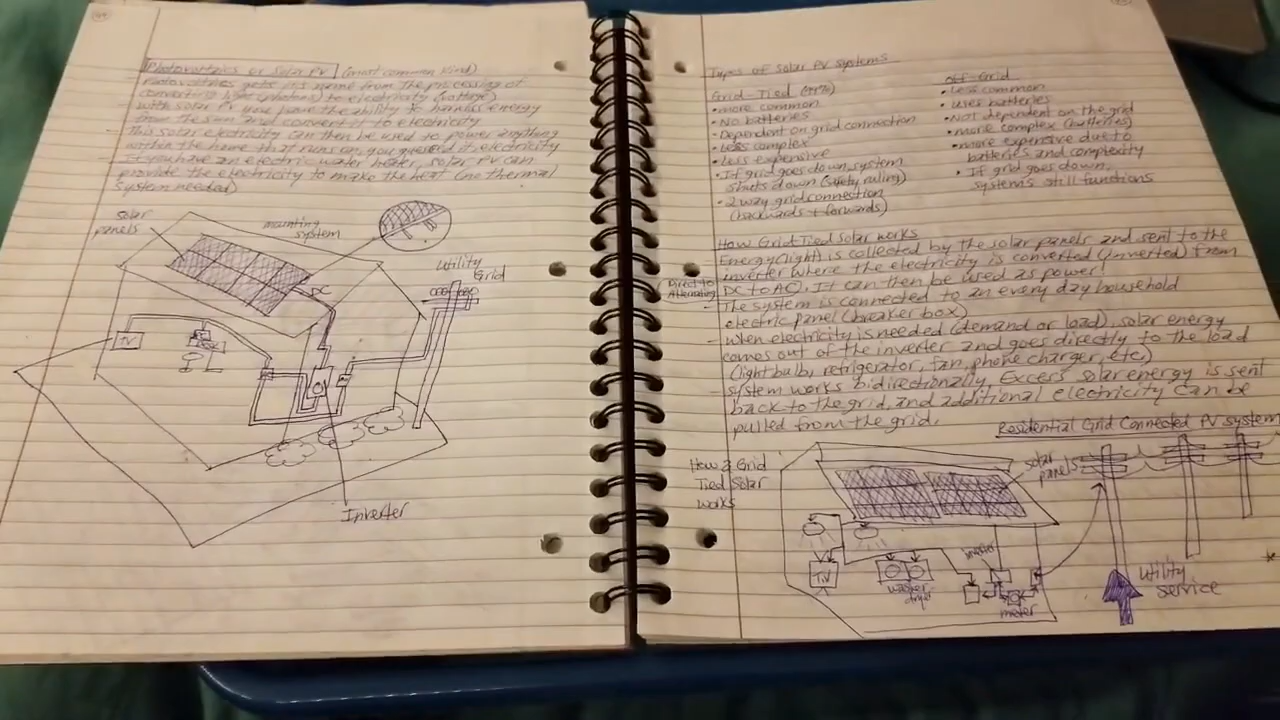 Photovoltaics or Solar PV (most common kind)
Photovoltaics gets its name from the processing of
converting light (photons) to electricity (voltage)
- with solar PV you have the ability to harness energy
from the sun and convert it to electricity
- This solar electricity can then be used to power anything
within the home that runs on, you guessed it, electricity
- If you have an electric water heater, solar PV can
provide the electricity to make the heat (no thermal
system needed)
solar
panels
mounting
system
utility
Grid
DC
TV
Inverter
Types of Solar PV systems
Grid-Tied
• more common
• No batteries
• Dependent on grid connection
• Less complex
• Less expensive
• If grid goes down, system
shuts down (safety ruling)
• 2 way grid connection
(backwards + forwards)
Off-Grid
• Less common
• uses batteries
• Not dependent on the grid
• more complex (batteries)
• more expensive due to
batteries and complexity
• If grid goes down,
systems still functions
How Grid Tied Solar works
Energy (light) is collected by the solar panels and sent to the
inverter where the electricity is converted (inverted) from
DC to AC). It can then be used as power!
Direct to
Alternating
- The system is connected to an every day household
electric panel (breaker box)
- when electricity is needed (demand or load), solar energy
comes out of the inverter and goes directly to the load
(light bulb, refrigerator, fan, phone charger, etc)
- system works bidirectionally, Excess solar energy is sent
back to the grid, and additional electricity can be
pulled from the grid.
Residential Grid Connected PV system
How a Grid
Tied Solar
works
solar
panels
TV
washer
dryer
Inverter
meter
utility
service